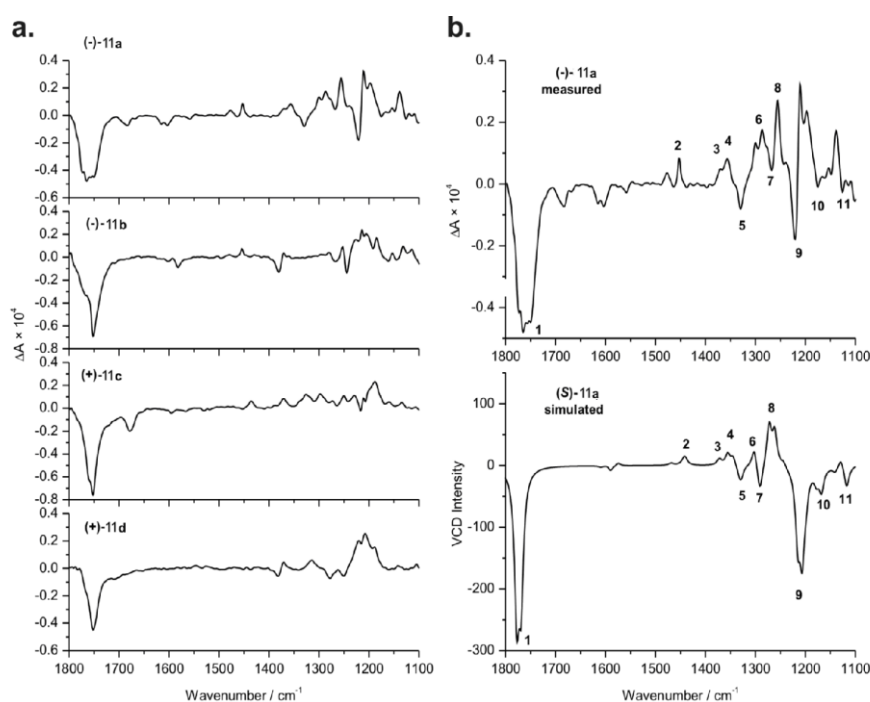 a.
(-)-11a
0.4
0.2
0.0
-0.2
-0.4
-0.6
(-)-11b
0.4
0.2
0.0
-0.2
-0.4
-0.6
-0.8
(+)-11c
0.4
0.2
0.0
-0.2
-0.4
-0.6
-0.8
(+)-11d
0.4
0.2
0.0
-0.2
-0.4
-0.6
ΔA × 10⁴
1800 1700 1600 1500 1400 1300 1200 1100
Wavenumber / cm⁻¹
b.
(-)- 11a
measured
0.4
0.2
0.0
-0.2
-0.4
ΔA × 10⁴
1 2 3 4 5 6 7 8 9 10 11
1800 1700 1600 1500 1400 1300 1200 1100
(S)-11a
simulated
100
0
-100
-200
-300
VCD Intensity
1 2 3 4 5 6 7 8 9 10 11
1800 1700 1600 1500 1400 1300 1200 1100
Wavenumber / cm⁻¹